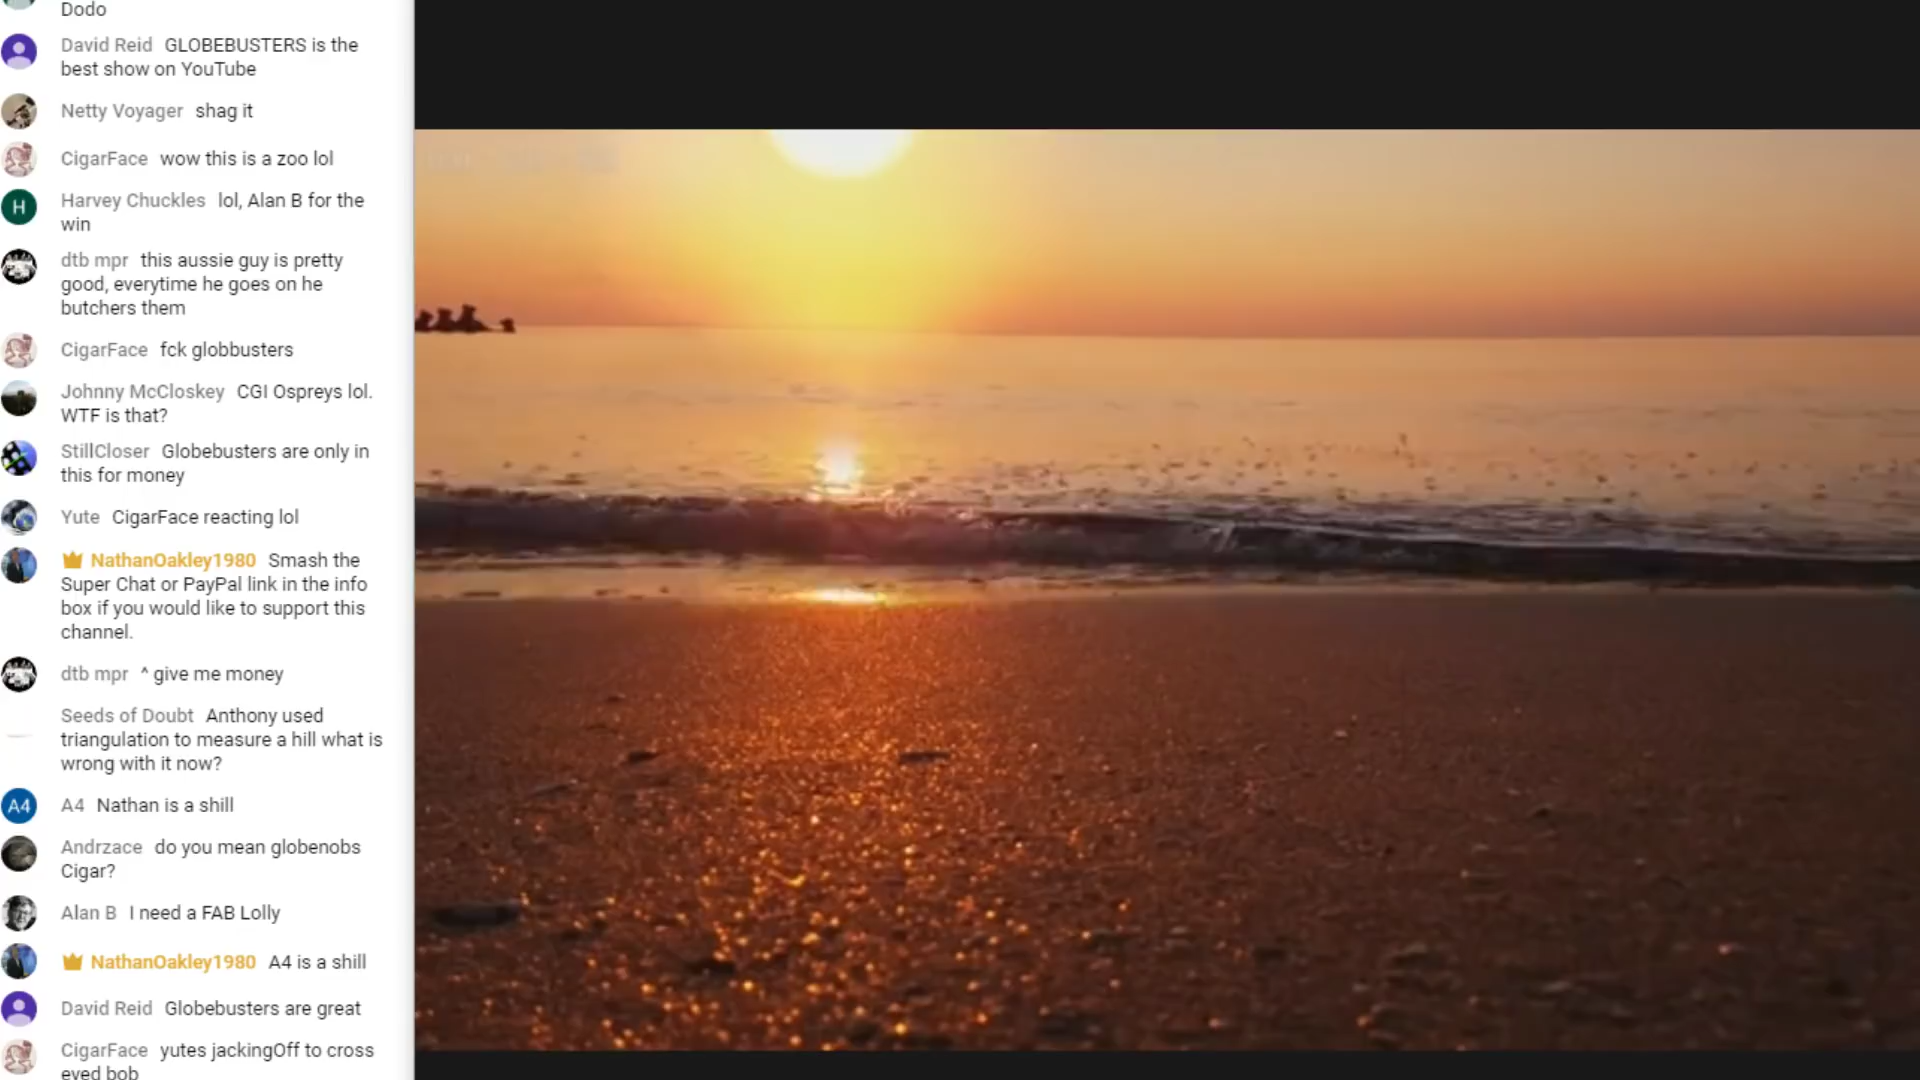 Dodo
David Reid GLOBEBUSTERS is the
best show on YouTube
Netty Voyager shag it
CigarFace wow this is a zoo lol
H
Harvey Chuckles lol, Alan B for the
win
dtb mpr this aussie guy is pretty
good, everytime he goes on he
butchers them
CigarFace fck globbusters
Johnny McCloskey CGI Ospreys lol.
WTF is that?
StillCloser Globebusters are only in
this for money
Yute CigarFace reacting lol
NathanOakley1980 Smash the
Super Chat or PayPal link in the info
box if you would like to support this
channel.
dtb mpr ^ give me money
Seeds of Doubt Anthony used
triangulation to measure a hill what is
wrong with it now?
A4
A4 Nathan is a shill
Andrzace do you mean globenobs
Cigar?
Alan B I need a FAB Lolly
NathanOakley1980 A4 is a shill
David Reid Globebusters are great
CigarFace yutes jackingOff to cross
eyed bob